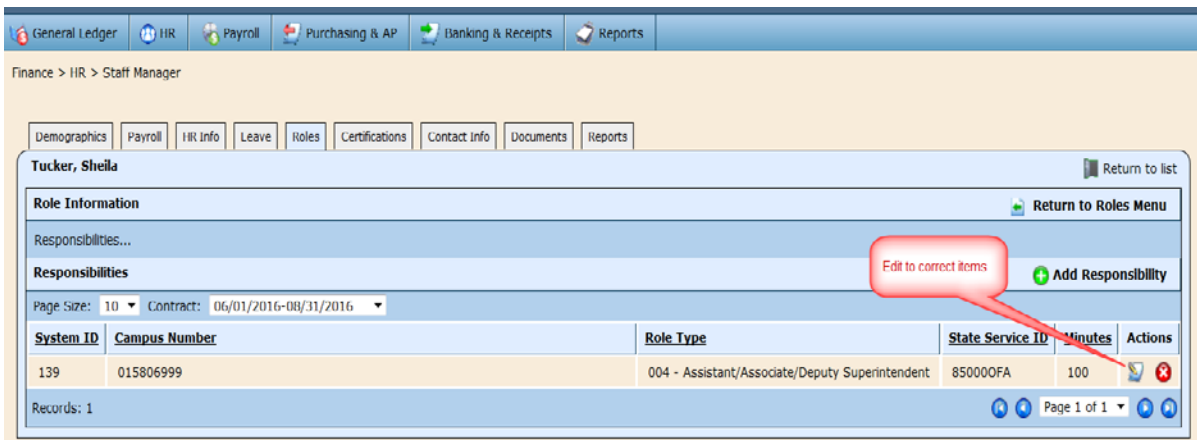 General Ledger HR Payroll Purchasing & AP Banking & Receipts Reports
Finance > HR > Staff Manager
Demographics Payroll HR Info Leave Roles Certifications Contact Info Documents Reports
Tucker, Sheila Return to list
Role Information Return to Roles Menu
Responsibilities...
Responsibilities Edit to correct items Add Responsibility
Page Size: 10 Contract: 06/01/2016-08/31/2016
System ID Campus Number Role Type State Service ID Minutes Actions
139 015806999 004 - Assistant/Associate/Deputy Superintendent 85000OFA 100
Records: 1 Page 1 of 1